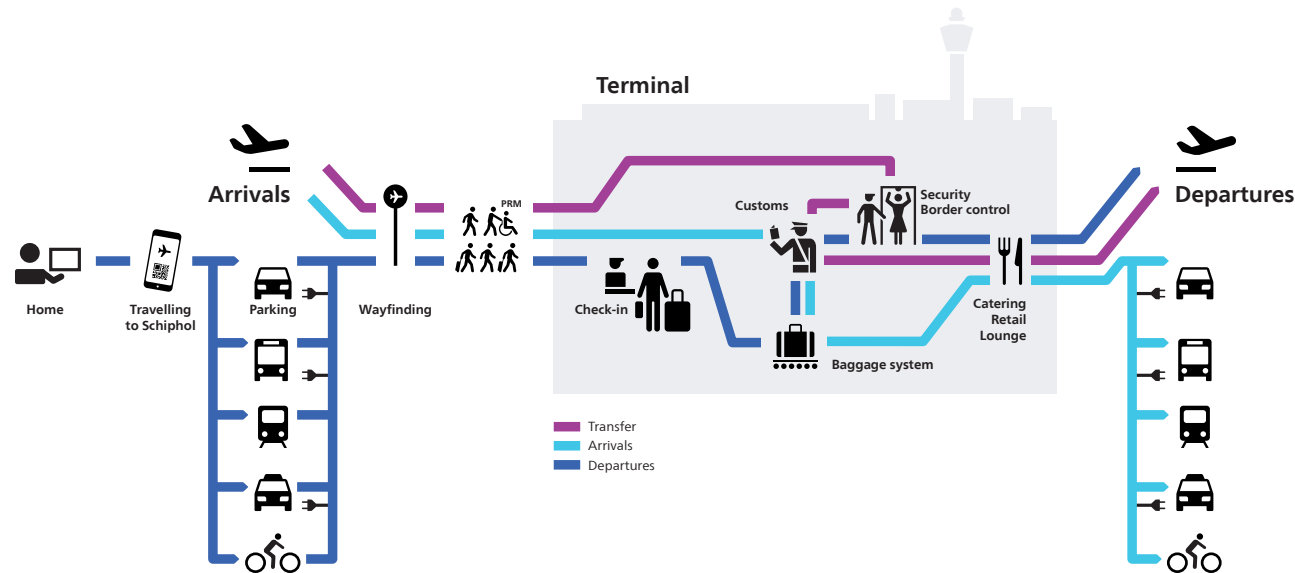 Terminal
Arrivals
Departures
PRM
Customs
Security
Border control
Home
Travelling
to Schiphol
Parking
Wayfinding
Check-in
Catering
Retail
Lounge
Baggage system
Transfer
Arrivals
Departures